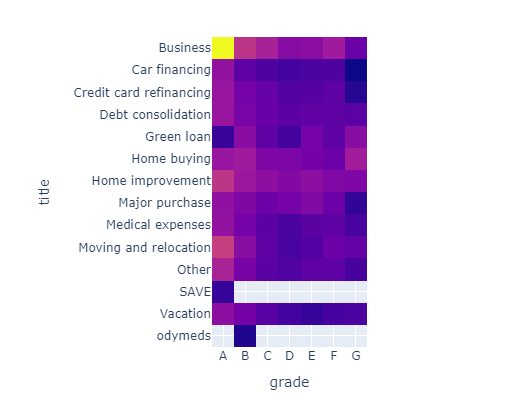 Business
Car financing
Credit card refinancing
Debt consolidation
Green loan
Home buying
Home improvement
Major purchase
Medical expenses
Moving and relocation
Other
SAVE
Vacation
odymeds
title
A B C D E F G
grade